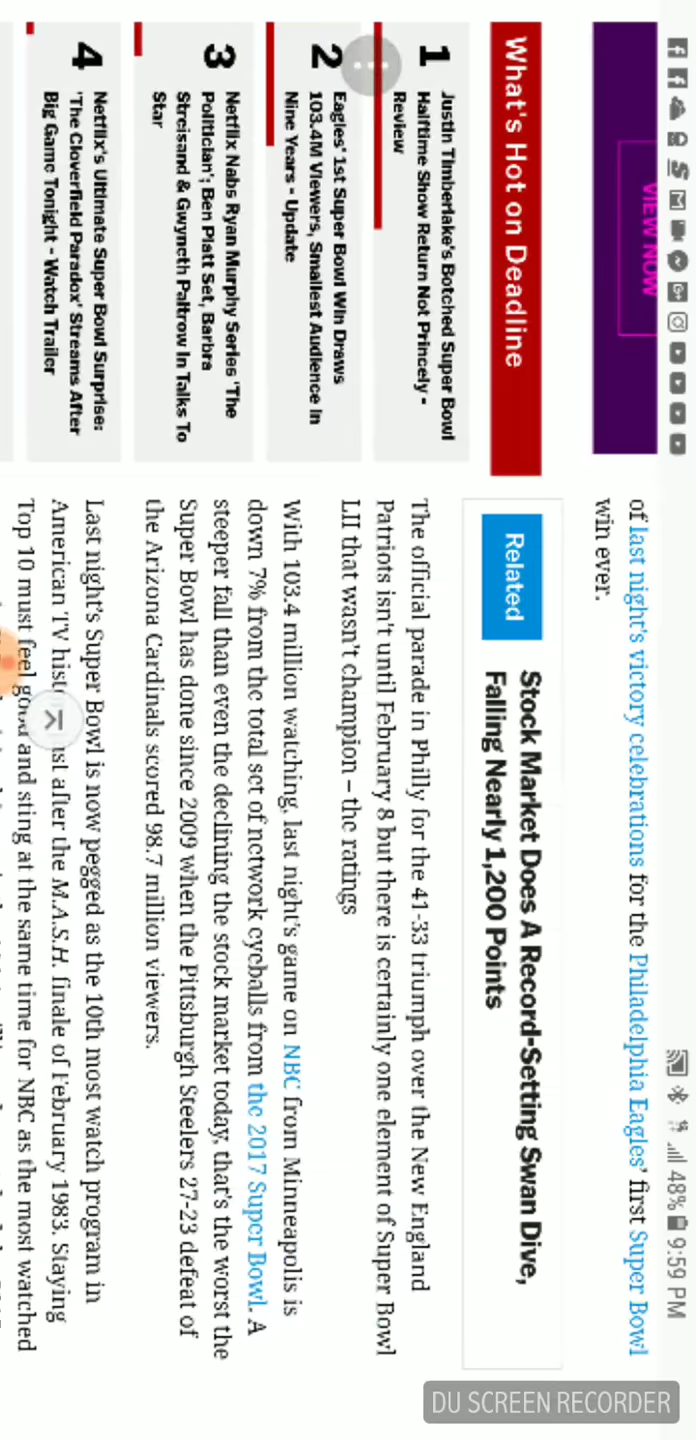 48% 9:59 PM
VIEW NOW
What's Hot on Deadline
1
Justin Timberlake's Botched Super Bowl
Halftime Show Return Not Princely –
Review
2
Eagles' 1st Super Bowl Win Draws
103.4M Viewers, Smallest Audience In
Nine Years – Update
3
Netflix Nabs Ryan Murphy Series 'The
Politician'; Ben Platt Set, Barbra
Streisand & Gwyneth Paltrow In Talks To
Star
4
Netflix's Ultimate Super Bowl Surprise:
'The Cloverfield Paradox' Streams After
Big Game Tonight – Watch Trailer
of last night's victory celebrations for the Philadelphia Eagles' first Super Bowl
win ever.
Related
Stock Market Does A Record-Setting Swan Dive,
Falling Nearly 1,200 Points
The official parade in Philly for the 41-33 triumph over the New England
Patriots isn't until February 8 but there is certainly one element of Super Bowl
LII that wasn't champion – the ratings
With 103.4 million watching, last night's game on NBC from Minneapolis is
down 7% from the total set of network eyeballs from the 2017 Super Bowl. A
steeper fall than even the declining the stock market today, that's the worst the
Super Bowl has done since 2009 when the Pittsburgh Steelers 27-23 defeat of
the Arizona Cardinals scored 98.7 million viewers.
Last night's Super Bowl is now pegged as the 10th most watch program in
American TV after the M.A.S.H. finale of February 1983. Staying
Top 10 must feel good and sting at the same time for NBC as the most watched
DU SCREEN RECORDER